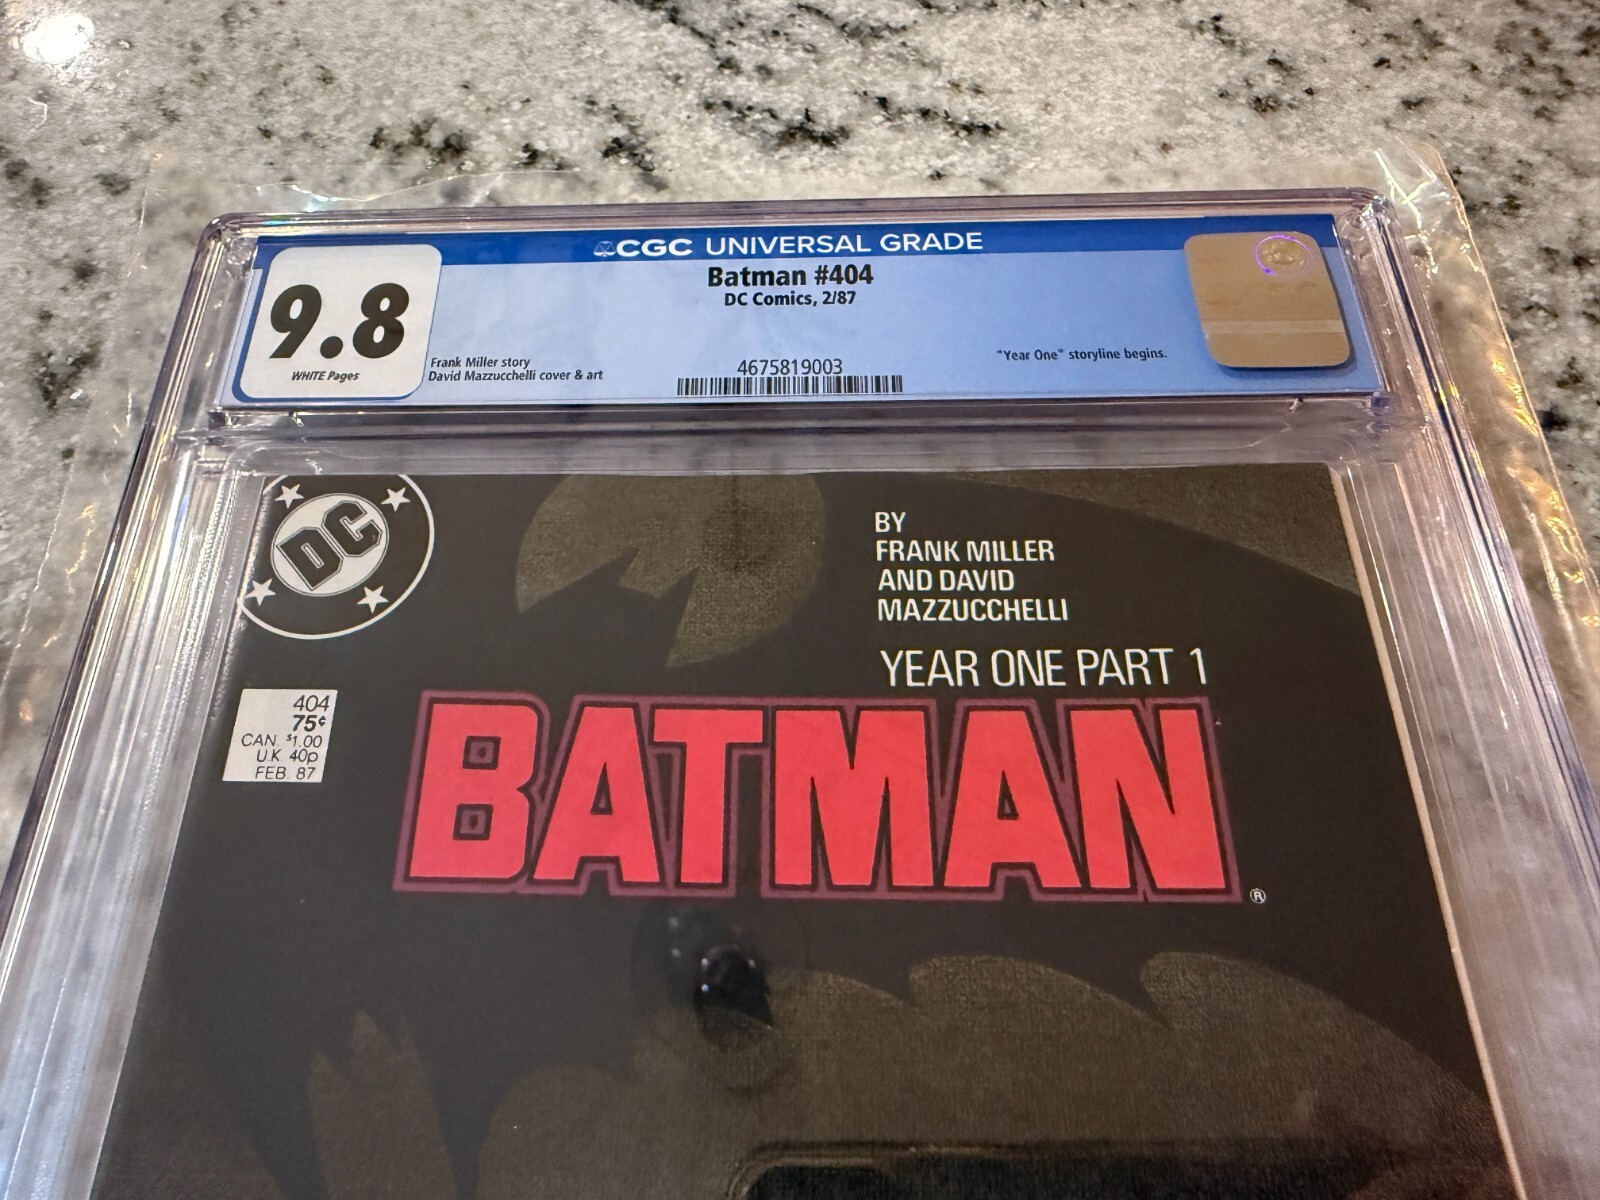 CGC UNIVERSAL GRADE
Batman #404
DC Comics, 2/87
9.8
WHITE Pages
Frank Miller story
David Mazzucchelli cover & art
4675819003
"Year One" storyline begins.
DC
BY
FRANK MILLER
AND DAVID
MAZZUCCHELLI
YEAR ONE PART 1
404
75¢
CAN. $1.00
U.K. 40p
FEB. 87
BATMAN
®